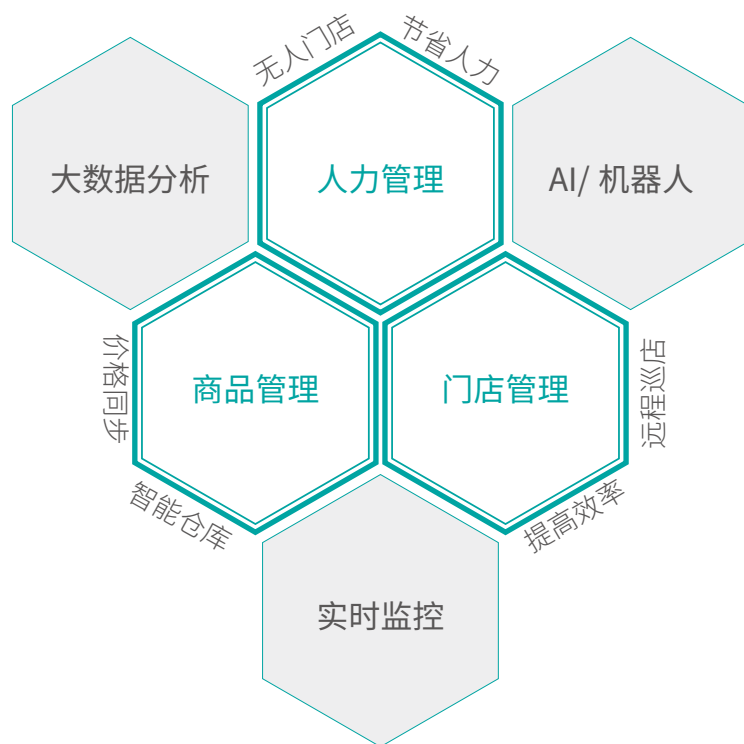 无人门店
节省人力
大数据分析
人力管理
AI/ 机器人
价格同步
商品管理
门店管理
远程巡店
智能仓库
提高效率
实时监控